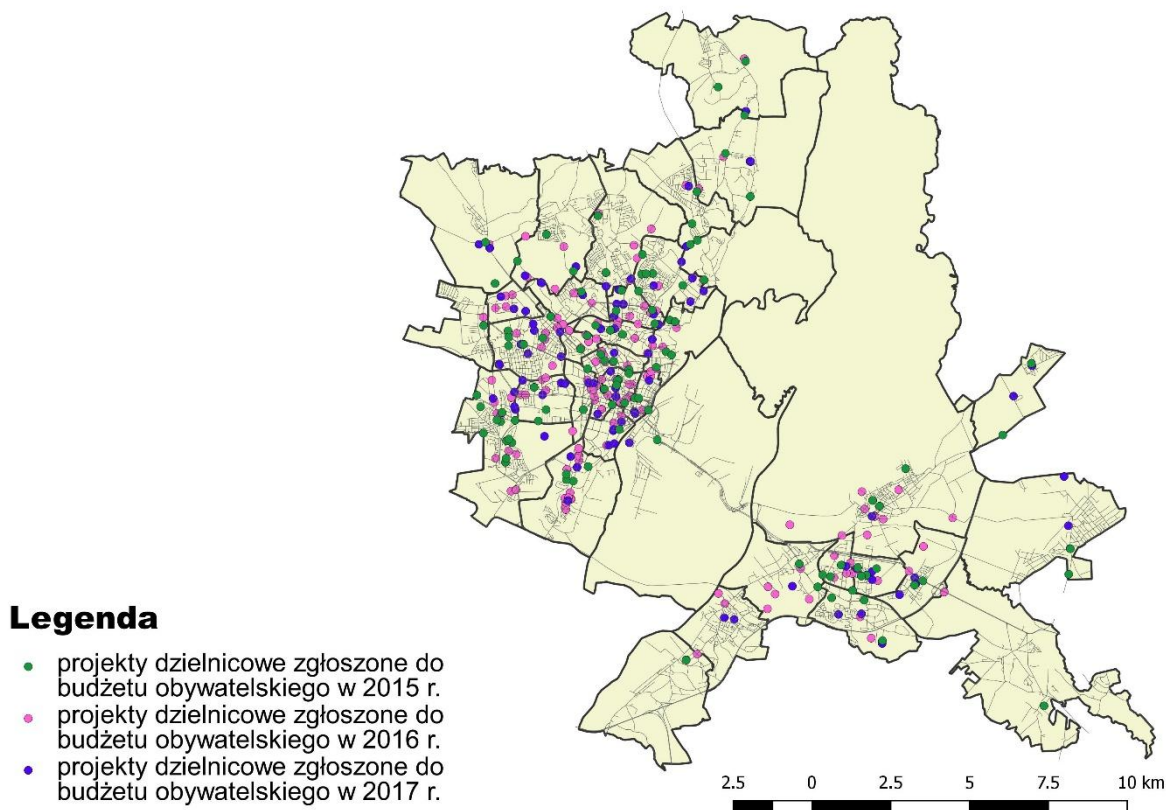 Legenda
projekty dzielnicowe zgłoszone do
budżetu obywatelskiego w 2015 r.
projekty dzielnicowe zgłoszone do
budżetu obywatelskiego w 2016 r.
projekty dzielnicowe zgłoszone do
budżetu obywatelskiego w 2017 r.
2.5 0 2.5 5 7.5 10 km